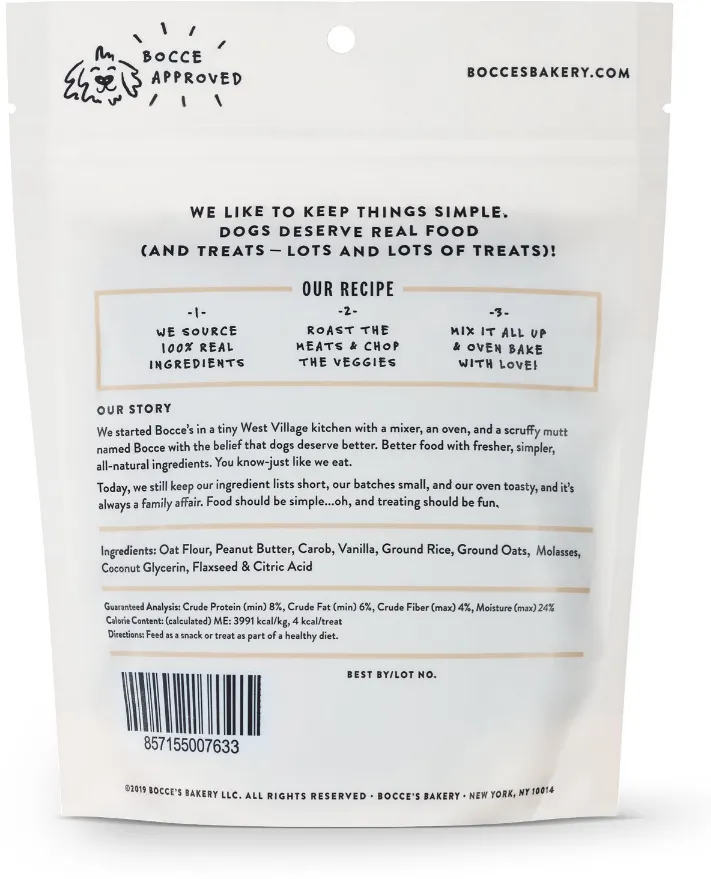 BOCCE
APPROVED
BOCCESBAKERY.COM
WE LIKE TO KEEP THINGS SIMPLE.
DOGS DESERVE REAL FOOD
(AND TREATS — LOTS AND LOTS OF TREATS)!
OUR RECIPE
-1-
WE SOURCE
100% REAL
INGREDIENTS
-2-
ROAST THE
MEATS & CHOP
THE VEGGIES
-3-
MIX IT ALL UP
& OVEN BAKE
WITH LOVE!
OUR STORY
We started Bocce's in a tiny West Village kitchen with a mixer, an oven, and a scruffy mutt
named Bocce with the belief that dogs deserve better. Better food with fresher, simpler,
all-natural ingredients. You know-just like we eat.
Today, we still keep our ingredient lists short, our batches small, and our oven toasty, and it's
always a family affair. Food should be simple...oh, and treating should be fun.
Ingredients: Oat Flour, Peanut Butter, Carob, Vanilla, Ground Rice, Ground Oats, Molasses,
Coconut Glycerin, Flaxseed & Citric Acid
Guaranteed Analysis: Crude Protein (min) 8%, Crude Fat (min) 6%, Crude Fiber (max) 4%, Moisture (max) 24%
Calorie Content: (calculated) ME: 3991 kcal/kg, 4 kcal/treat
Directions: Feed as a snack or treat as part of a healthy diet.
BEST BY/LOT NO.
857155007633
©2019 BOCCE'S BAKERY LLC. ALL RIGHTS RESERVED · BOCCE'S BAKERY · NEW YORK, NY 10014